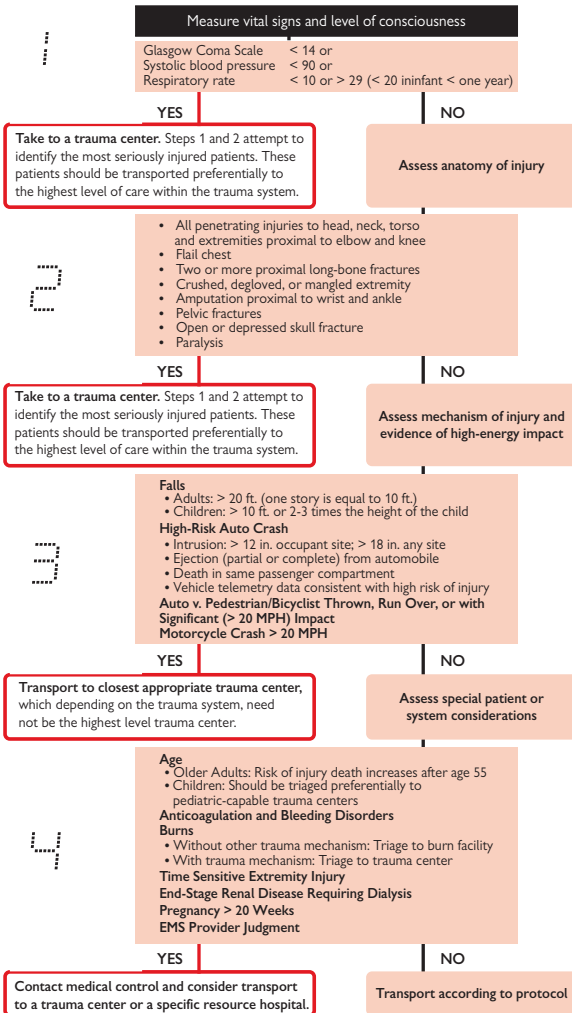 1
Measure vital signs and level of consciousness
Glasgow Coma Scale < 14 or
Systolic blood pressure < 90 or
Respiratory rate < 10 or > 29 (< 20 ininfant < one year)
YES
NO
Take to a trauma center. Steps 1 and 2 attempt to
identify the most seriously injured patients. These
patients should be transported preferentially to
the highest level of care within the trauma system.
Assess anatomy of injury
2
• All penetrating injuries to head, neck, torso
and extremities proximal to elbow and knee
• Flail chest
• Two or more proximal long-bone fractures
• Crushed, degloved, or mangled extremity
• Amputation proximal to wrist and ankle
• Pelvic fractures
• Open or depressed skull fracture
• Paralysis
YES
NO
Take to a trauma center. Steps 1 and 2 attempt to
identify the most seriously injured patients. These
patients should be transported preferentially to
the highest level of care within the trauma system.
Assess mechanism of injury and
evidence of high-energy impact
3
Falls
• Adults: > 20 ft. (one story is equal to 10 ft.)
• Children: > 10 ft. or 2-3 times the height of the child
High-Risk Auto Crash
• Intrusion: > 12 in. occupant site; > 18 in. any site
• Ejection (partial or complete) from automobile
• Death in same passenger compartment
• Vehicle telemetry data consistent with high risk of injury
Auto v. Pedestrian/Bicyclist Thrown, Run Over, or with
Significant (> 20 MPH) Impact
Motorcycle Crash > 20 MPH
YES
NO
Transport to closest appropriate trauma center,
which depending on the trauma system, need
not be the highest level trauma center.
Assess special patient or
system considerations
4
Age
• Older Adults: Risk of injury death increases after age 55
• Children: Should be triaged preferentially to
pediatric-capable trauma centers
Anticoagulation and Bleeding Disorders
Burns
• Without other trauma mechanism: Triage to burn facility
• With trauma mechanism: Triage to trauma center
Time Sensitive Extremity Injury
End-Stage Renal Disease Requiring Dialysis
Pregnancy > 20 Weeks
EMS Provider Judgment
YES
NO
Contact medical control and consider transport
to a trauma center or a specific resource hospital.
Transport according to protocol